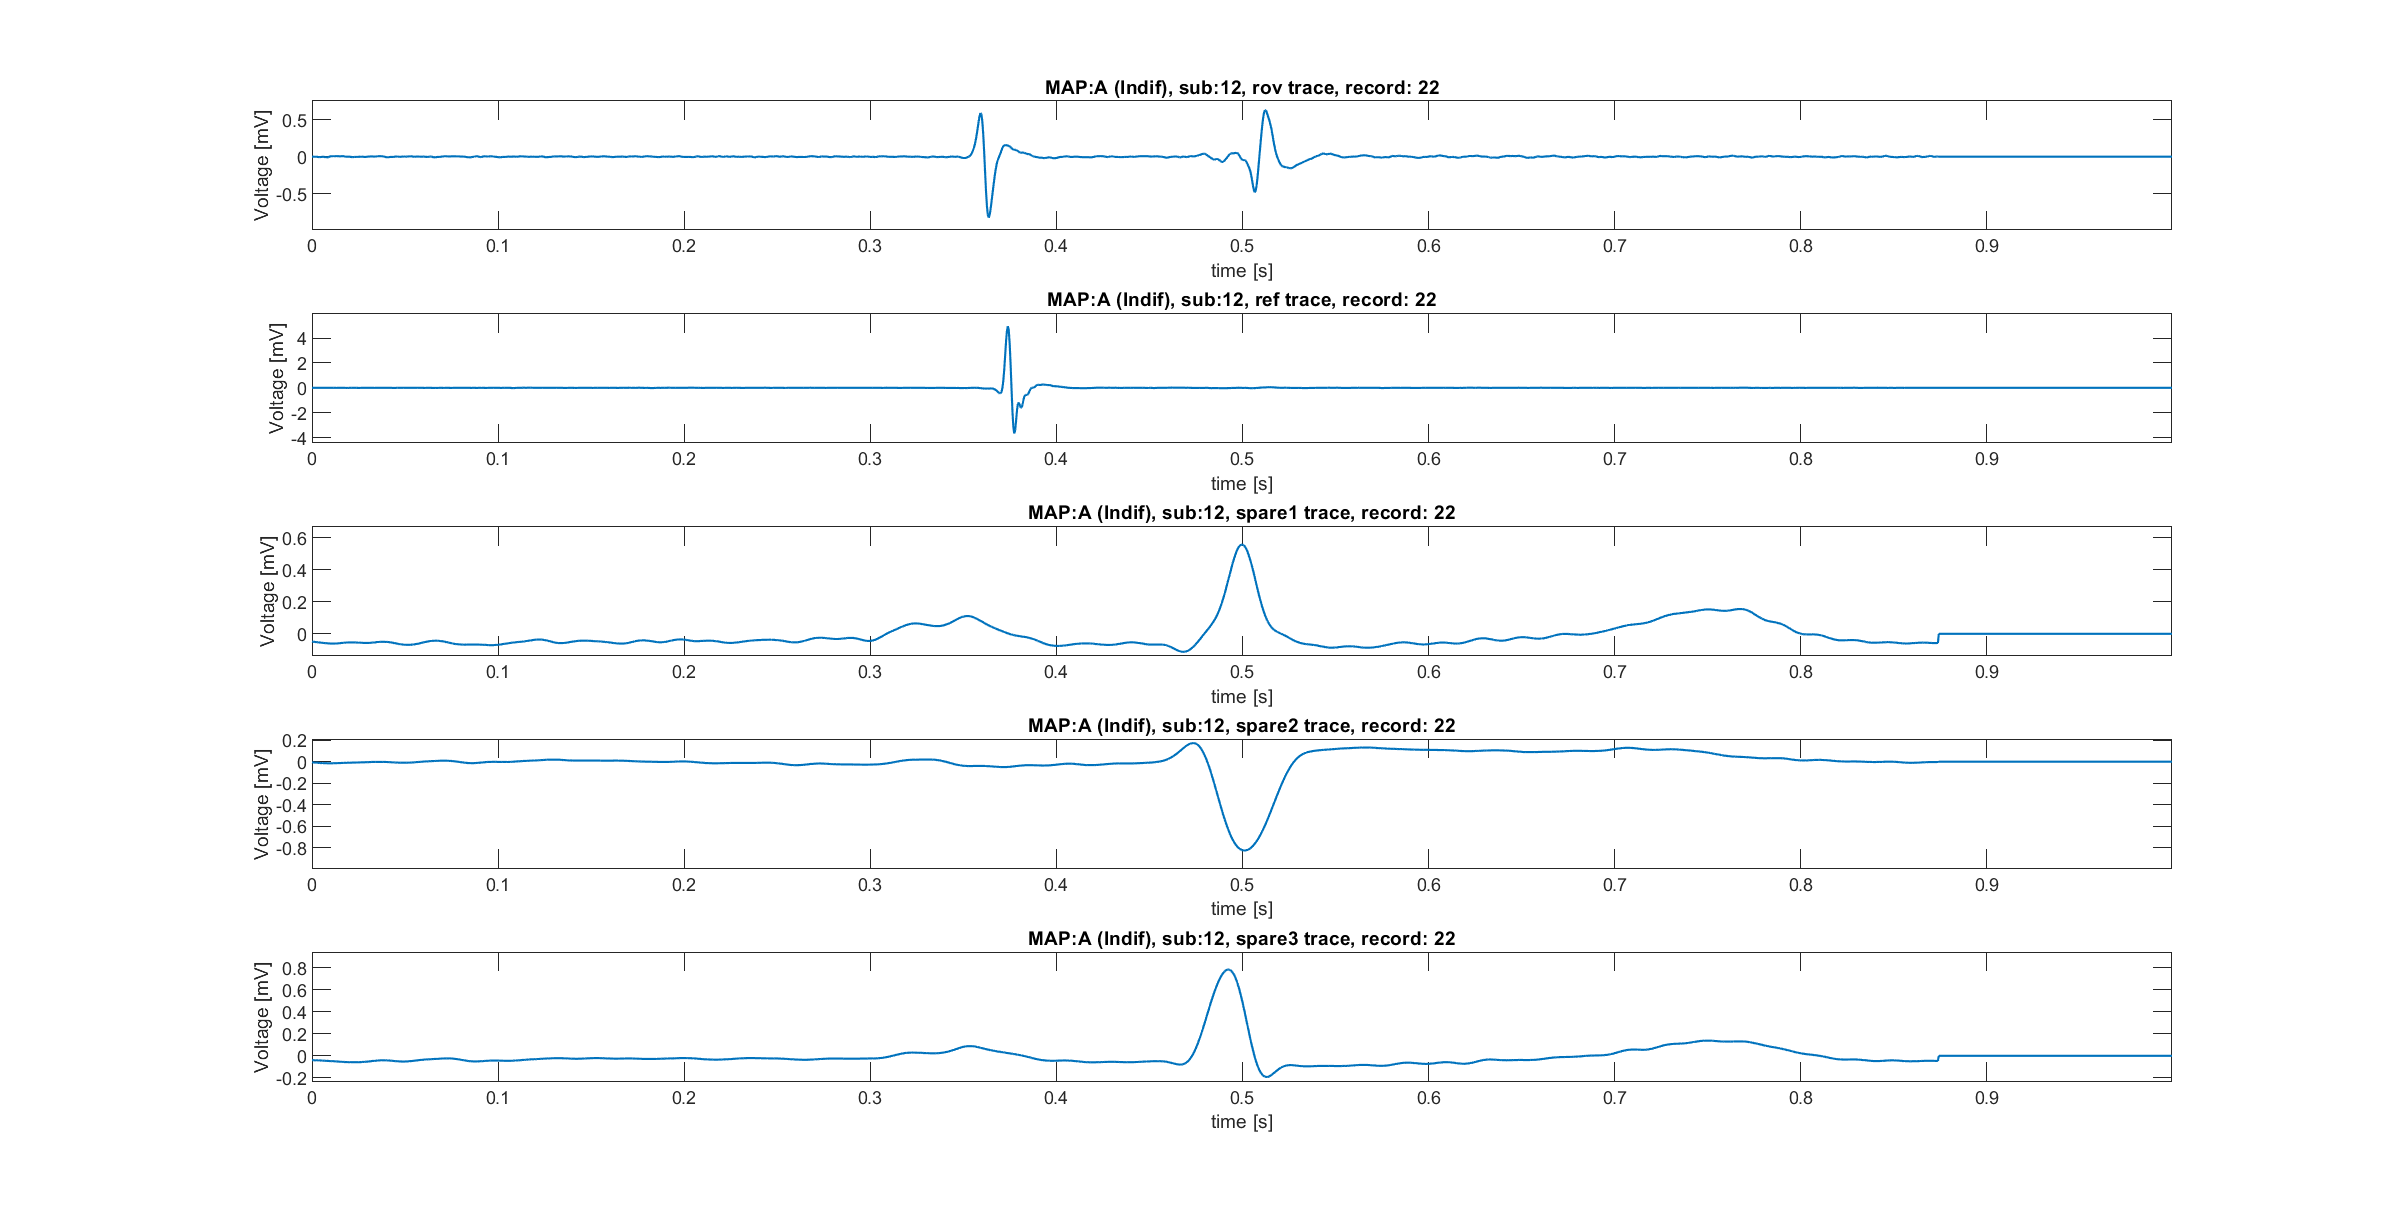 MAP:A (Indif), sub:12, rov trace, record: 22
Voltage [mV]
0.5
0
-0.5
0 0.1 0.2 0.3 0.4 0.5 0.6 0.7 0.8 0.9
time [s]
MAP:A (Indif), sub:12, ref trace, record: 22
Voltage [mV]
4
2
0
-2
-4
0 0.1 0.2 0.3 0.4 0.5 0.6 0.7 0.8 0.9
time [s]
MAP:A (Indif), sub:12, spare1 trace, record: 22
Voltage [mV]
0.6
0.4
0.2
0
0 0.1 0.2 0.3 0.4 0.5 0.6 0.7 0.8 0.9
time [s]
MAP:A (Indif), sub:12, spare2 trace, record: 22
Voltage [mV]
0.2
0
-0.2
-0.4
-0.6
-0.8
0 0.1 0.2 0.3 0.4 0.5 0.6 0.7 0.8 0.9
time [s]
MAP:A (Indif), sub:12, spare3 trace, record: 22
Voltage [mV]
0.8
0.6
0.4
0.2
0
-0.2
0 0.1 0.2 0.3 0.4 0.5 0.6 0.7 0.8 0.9
time [s]